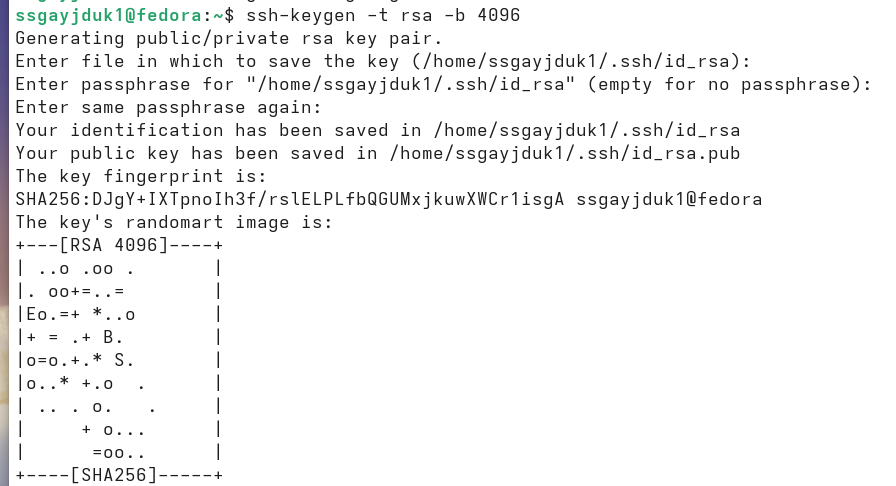 ssgayjduk1@fedora:~$ ssh-keygen -t rsa -b 4096
Generating public/private rsa key pair.
Enter file in which to save the key (/home/ssgayjduk1/.ssh/id_rsa):
Enter passphrase for "/home/ssgayjduk1/.ssh/id_rsa" (empty for no passphrase):
Enter same passphrase again:
Your identification has been saved in /home/ssgayjduk1/.ssh/id_rsa
Your public key has been saved in /home/ssgayjduk1/.ssh/id_rsa.pub
The key fingerprint is:
SHA256:DJgY+IXTpnoIh3f/rslELPLfbQGUMxjkuwXWCr1isgA ssgayjduk1@fedora
The key's randomart image is:
+---[RSA 4096]----+
| ..o .oo .       |
|. oo+=..=        |
|Eo.=+ *..o       |
|+ = .+ B.        |
|o=o.+.* S.       |
|o..* +.o  .      |
| .. . o.   .     |
|     + o...      |
|      =oo..      |
+----[SHA256]-----+